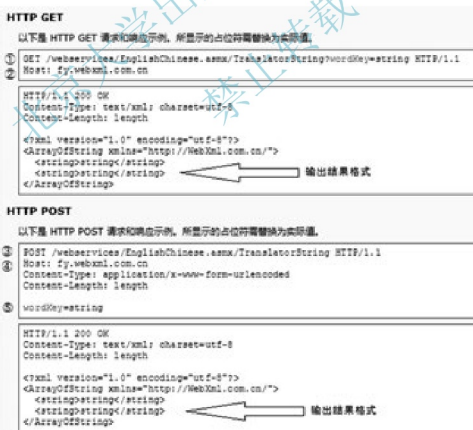 HTTP GET
以下是 HTTP GET 请求和响应示例。所显示的占位符需替换为实际值。
① GET /webservices/EnglishChinese.asmx/TranslatorString?wordKey=string HTTP/1.1
② Host: fy.webxml.com.cn
HTTP/1.1 200 OK
Content-Type: text/xml; charset=utf-8
Content-Length: length
<?xml version="1.0" encoding="utf-8"?>
<ArrayOfString xmlns="http://WebXml.com.cn/">
<string>string</string>
<string>string</string> 输出结果格式
</ArrayOfString>
HTTP POST
以下是 HTTP POST 请求和响应示例。所显示的占位符需替换为实际值。
③ POST /webservices/EnglishChinese.asmx/TranslatorString HTTP/1.1
④ Host: fy.webxml.com.cn
Content-Type: application/x-www-form-urlencoded
Content-Length: length
⑤ wordKey=string
HTTP/1.1 200 OK
Content-Type: text/xml; charset=utf-8
Content-Length: length
<?xml version="1.0" encoding="utf-8"?>
<ArrayOfString xmlns="http://WebXml.com.cn/">
<string>string</string>
<string>string</string> 输出结果格式
</ArrayOfString>
北京大学出
禁止转载